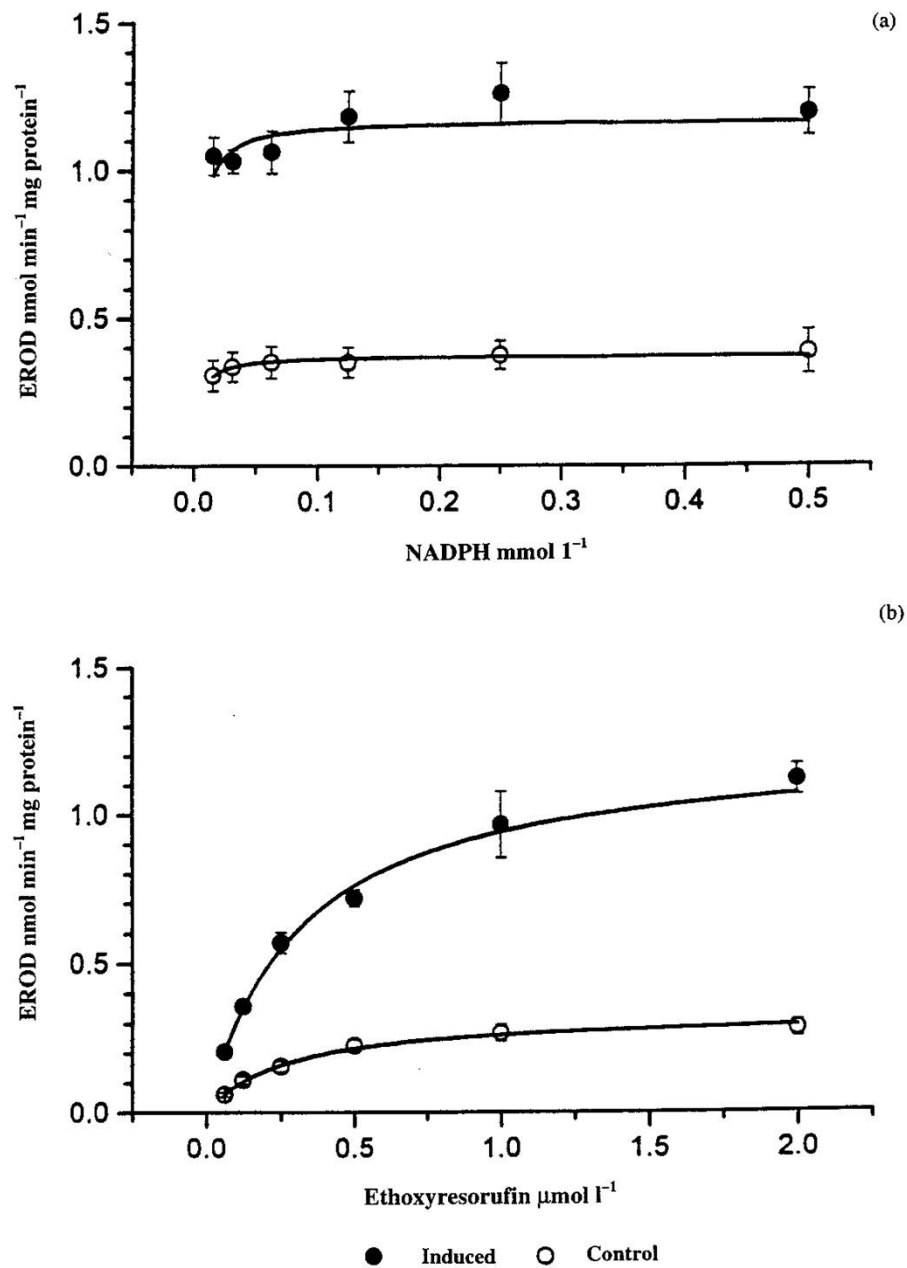 (a)
EROD nmol min⁻¹ mg protein⁻¹
1.5
1.0
0.5
0.0
0.0 0.1 0.2 0.3 0.4 0.5
NADPH mmol 1⁻¹
(b)
EROD nmol min⁻¹ mg protein⁻¹
1.5
1.0
0.5
0.0
0.0 0.5 1.0 1.5 2.0
Ethoxyresorufin μmol l⁻¹
Induced Control